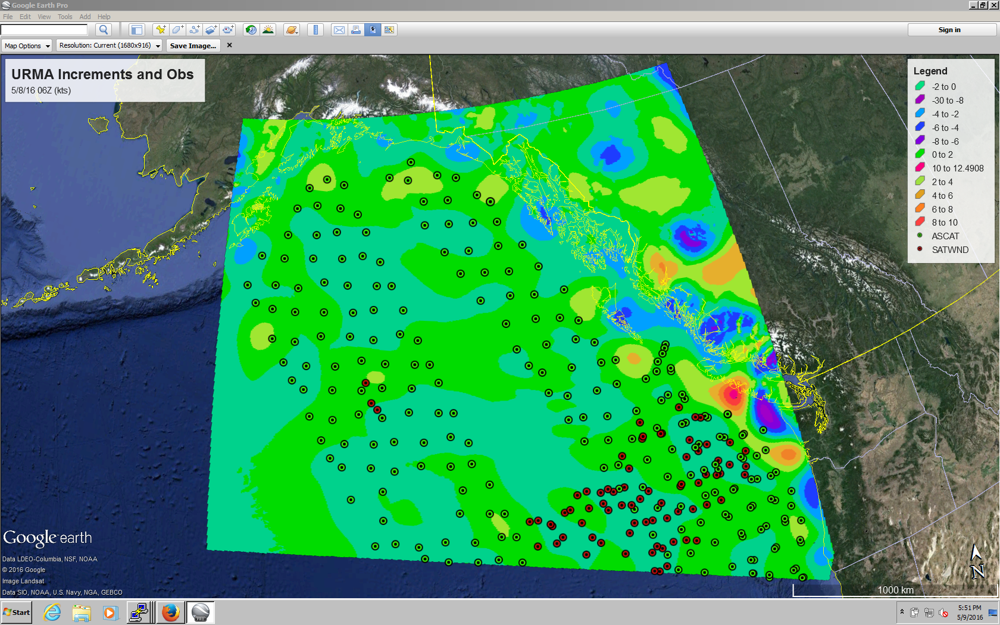 Google Earth Pro
File Edit View Tools Add Help
Sign in
Map Options Resolution: Current (1680x916) Save Image...
URMA Increments and Obs
5/8/16 06Z (kts)
Legend
-2 to 0
-30 to -8
-4 to -2
-6 to -4
-8 to -6
0 to 2
10 to 12.4908
2 to 4
4 to 6
6 to 8
8 to 10
ASCAT
SATWND
Google earth
Data LDEO-Columbia, NSF, NOAA
© 2016 Google
Image Landsat
Data SIO, NOAA, U.S. Navy, NGA, GEBCO
N
1000 km
Start
PRO
5:51 PM
5/9/2016